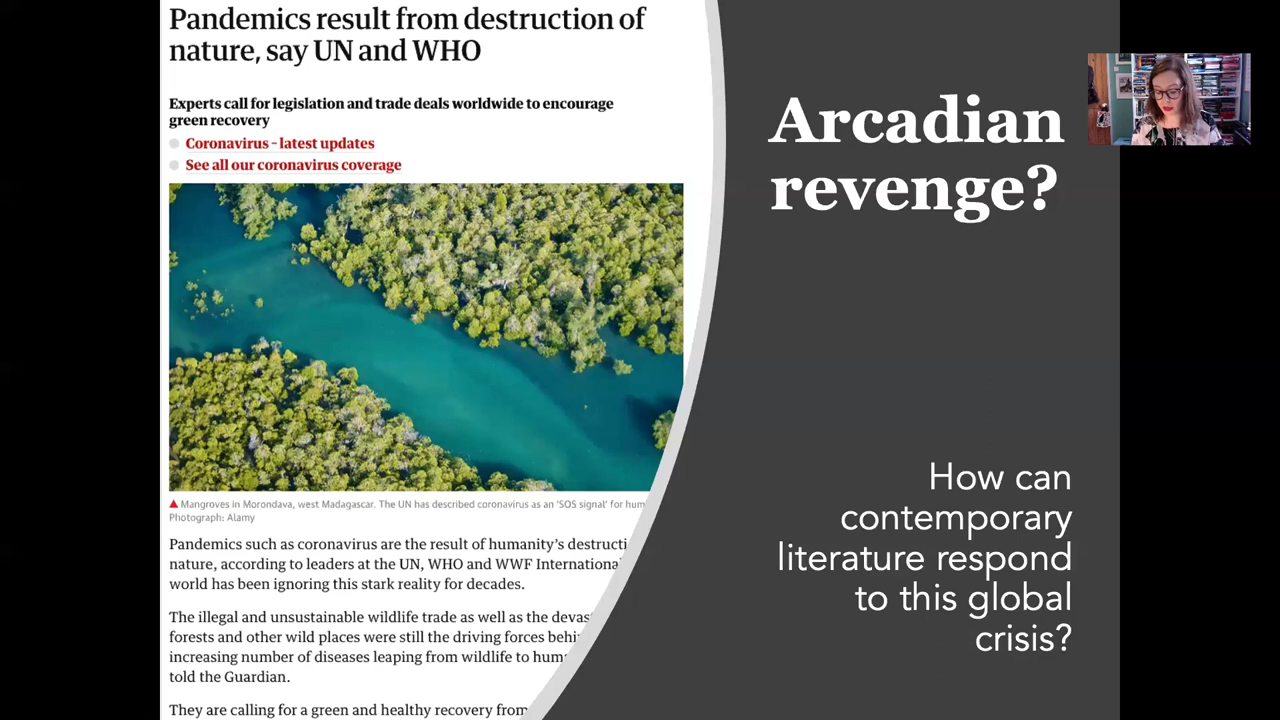 Pandemics result from destruction of
nature, say UN and WHO
Experts call for legislation and trade deals worldwide to encourage
green recovery
Coronavirus – latest updates
See all our coronavirus coverage
Mangroves in Morondava, west Madagascar. The UN has described coronavirus as an 'SOS signal' for hum
Photograph: Alamy
Pandemics such as coronavirus are the result of humanity's destructi
nature, according to leaders at the UN, WHO and WWF Internationa
world has been ignoring this stark reality for decades.
The illegal and unsustainable wildlife trade as well as the devas
forests and other wild places were still the driving forces behi
increasing number of diseases leaping from wildlife to hum
told the Guardian.
They are calling for a green and healthy recovery from
Arcadian
revenge?
How can
contemporary
literature respond
to this global
crisis?